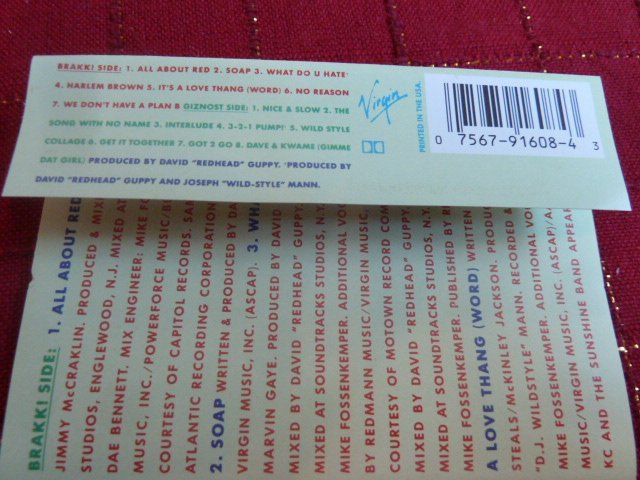 BRAKK! SIDE: 1. ALL ABOUT RED 2. SOAP 3. WHAT DO U HATE'
4. HARLEM BROWN 5. IT'S A LOVE THANG (WORD) 6. NO REASON
7. WE DON'T HAVE A PLAN B GIZNOST SIDE: 1. NICE & SLOW 2. THE
SONG WITH NO NAME 3. INTERLUDE 4. 3-2-1 PUMP!' 5. WILD STYLE
COLLAGE 6. GET IT TOGETHER 7. GOT 2 GO 8. DAVE & KWAME (GIMME
DAT GIRL) PRODUCED BY DAVID "REDHEAD" GUPPY. 'PRODUCED BY
DAVID "REDHEAD" GUPPY AND JOSEPH "WILD-STYLE" MANN.
Virgin
PRINTED IN THE USA.
0 7567-91608-4 3
BRAKK! SIDE: 1. ALL ABOUT RED
JIMMY McCRAKLIN. PRODUCED & MIX
STUDIOS, ENGLEWOOD, N.J. MIXED AT
DAE BENNETT, MIX ENGINEER: MIKE FO
MUSIC, INC./POWERFORCE MUSIC/B
COURTESY OF CAPITOL RECORDS. SAM
ATLANTIC RECORDING CORPORATION
2. SOAP WRITTEN & PRODUCED BY DA
VIRGIN MUSIC, INC. (ASCAP). 3. WHA
MARVIN GAYE. PRODUCED BY DAVID
MIXED BY DAVID "REDHEAD" GUPPY.
MIXED AT SOUNDTRACKS STUDIOS, N.Y.
MIKE FOSSENKEMPER. ADDITIONAL VOC
BY REDMANN MUSIC/VIRGIN MUSIC,
COURTESY OF MOTOWN RECORD COM
MIXED BY DAVID "REDHEAD" GUPPY.
MIXED AT SOUNDTRACKS STUDIOS, N.Y.
MIKE FOSSENKEMPER. PUBLISHED BY R
A LOVE THANG (WORD) WRITTEN
STEALS/McKINLEY JACKSON. PRODUCED
"D.J. WILDSTYLE" MANN. RECORDED &
MIKE FOSSENKEMPER. ADDITIONAL VO
MUSIC/VIRGIN MUSIC, INC. (ASCAP)/A
KC AND THE SUNSHINE BAND APPEAR